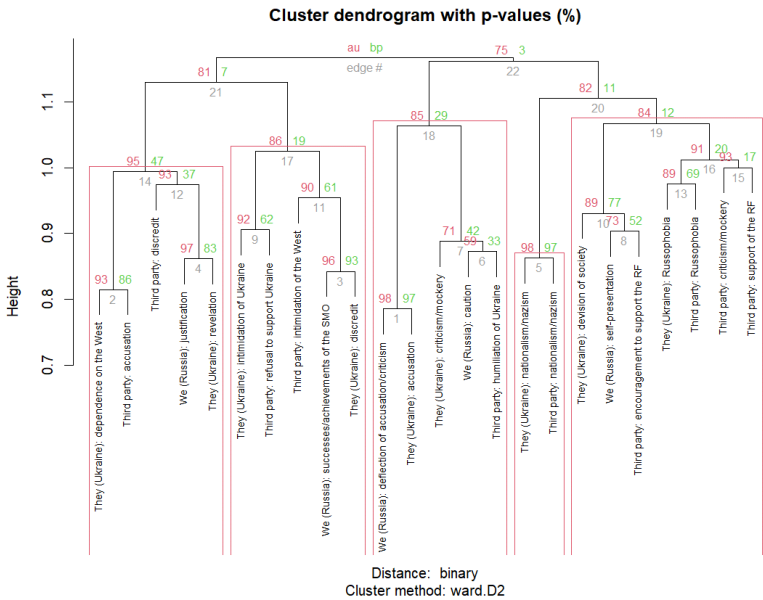 Cluster dendrogram with p-values (%)
au bp
edge #
75 3
22
81 7
21
82 11
20
84 12
19
85 29
18
86 19
17
91 20
16
93 17
15
95 47
14
93 37
12
89 69
13
90 61
11
89 77
10
92 62
9
73 52
8
71 42
7
59 33
6
98 97
5
97 83
4
96 93
3
93 86
2
98 97
1
Height
1.1
1.0
0.9
0.8
0.7
They (Ukraine): dependence on the West
Third party: accusation
Third party: discredit
We (Russia): justification
They (Ukraine): revelation
They (Ukraine): intimidation of Ukraine
Third party: refusal to support Ukraine
Third party: intimidation of the West
We (Russia): successes/achievements of the SMO
They (Ukraine): discredit
We (Russia): deflection of accusation/criticism
They (Ukraine): accusation
They (Ukraine): criticism/mockery
We (Russia): caution
Third party: humiliation of Ukraine
They (Ukraine): nationalism/nazism
Third party: nationalism/nazism
They (Ukraine): devision of society
We (Russia): self-presentation
Third party: encouragement to support the RF
They (Ukraine): Russophobia
Third party: Russophobia
Third party: criticism/mockery
Third party: support of the RF
Distance: binary
Cluster method: ward.D2